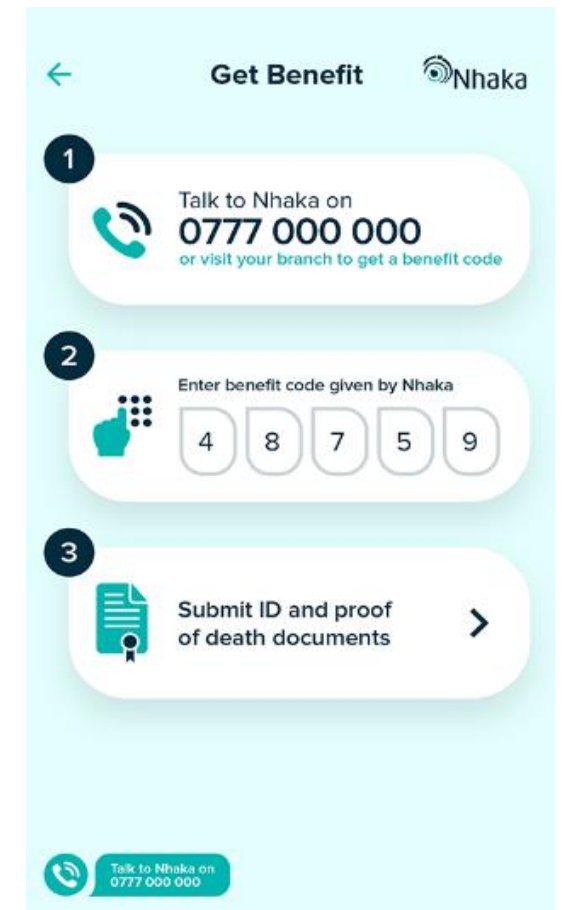 Get Benefit
Nhaka
1
Talk to Nhaka on
0777 000 000
or visit your branch to get a benefit code
2
Enter benefit code given by Nhaka
4 8 7 5 9
3
Submit ID and proof
of death documents
Talk to Nhaka on
0777 000 000